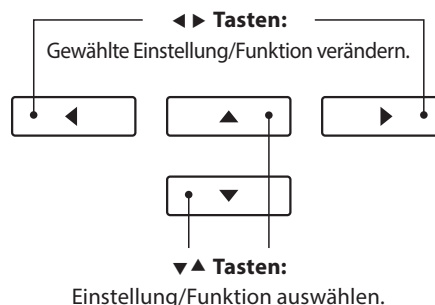 ◀ ▶ Tasten:
Gewählte Einstellung/Funktion verändern.
▼▲ Tasten:
Einstellung/Funktion auswählen.